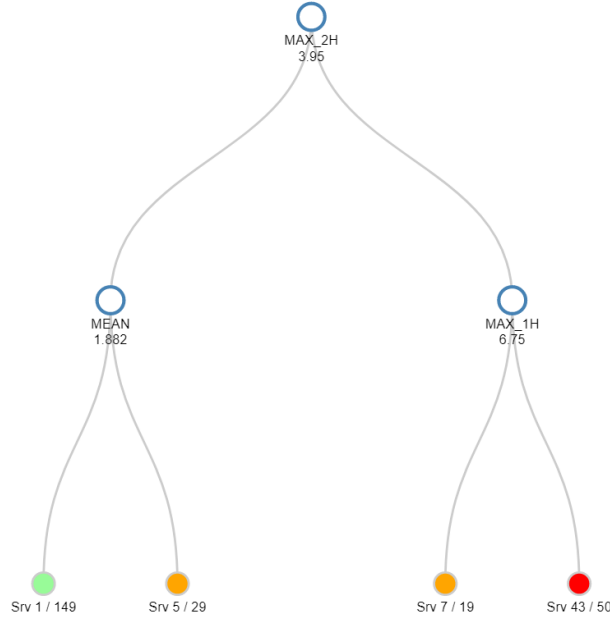 MAX_2H
3.95
MEAN
1.882
MAX_1H
6.75
Srv 1 / 149
Srv 5 / 29
Srv 7 / 19
Srv 43 / 50